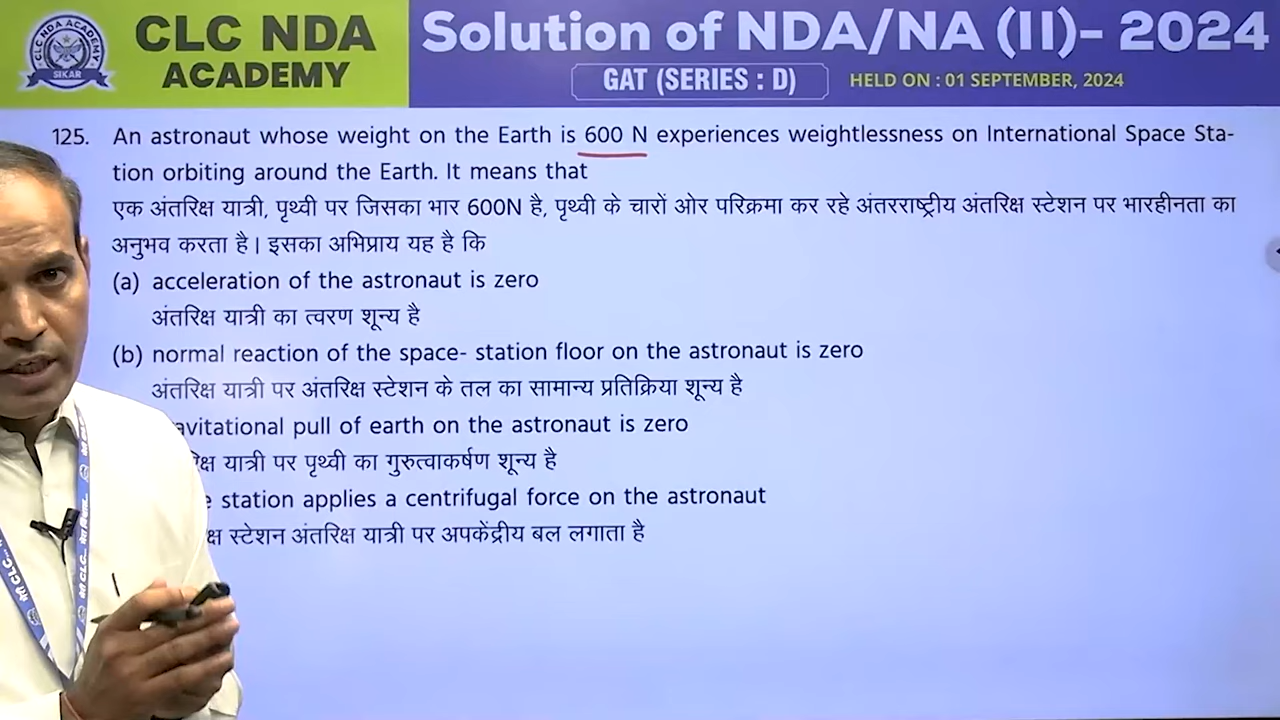 CLC NDA ACADEMY
SIKAR
CLC NDA
ACADEMY
Solution of NDA/NA (II)- 2024
GAT (SERIES : D)
HELD ON : 01 SEPTEMBER, 2024
125. An astronaut whose weight on the Earth is 600 N experiences weightlessness on International Space Sta-
tion orbiting around the Earth. It means that
एक अंतरिक्ष यात्री, पृथ्वी पर जिसका भार 600N है, पृथ्वी के चारों ओर परिक्रमा कर रहे अंतरराष्ट्रीय अंतरिक्ष स्टेशन पर भारहीनता का
अनुभव करता है। इसका अभिप्राय यह है कि
(a) acceleration of the astronaut is zero
अंतरिक्ष यात्री का त्वरण शून्य है
(b) normal reaction of the space- station floor on the astronaut is zero
अंतरिक्ष यात्री पर अंतरिक्ष स्टेशन के तल का सामान्य प्रतिक्रिया शून्य है
avitational pull of earth on the astronaut is zero
रिक्ष यात्री पर पृथ्वी का गुरुत्वाकर्षण शून्य है
e station applies a centrifugal force on the astronaut
क्ष स्टेशन अंतरिक्ष यात्री पर अपकेंद्रीय बल लगाता है